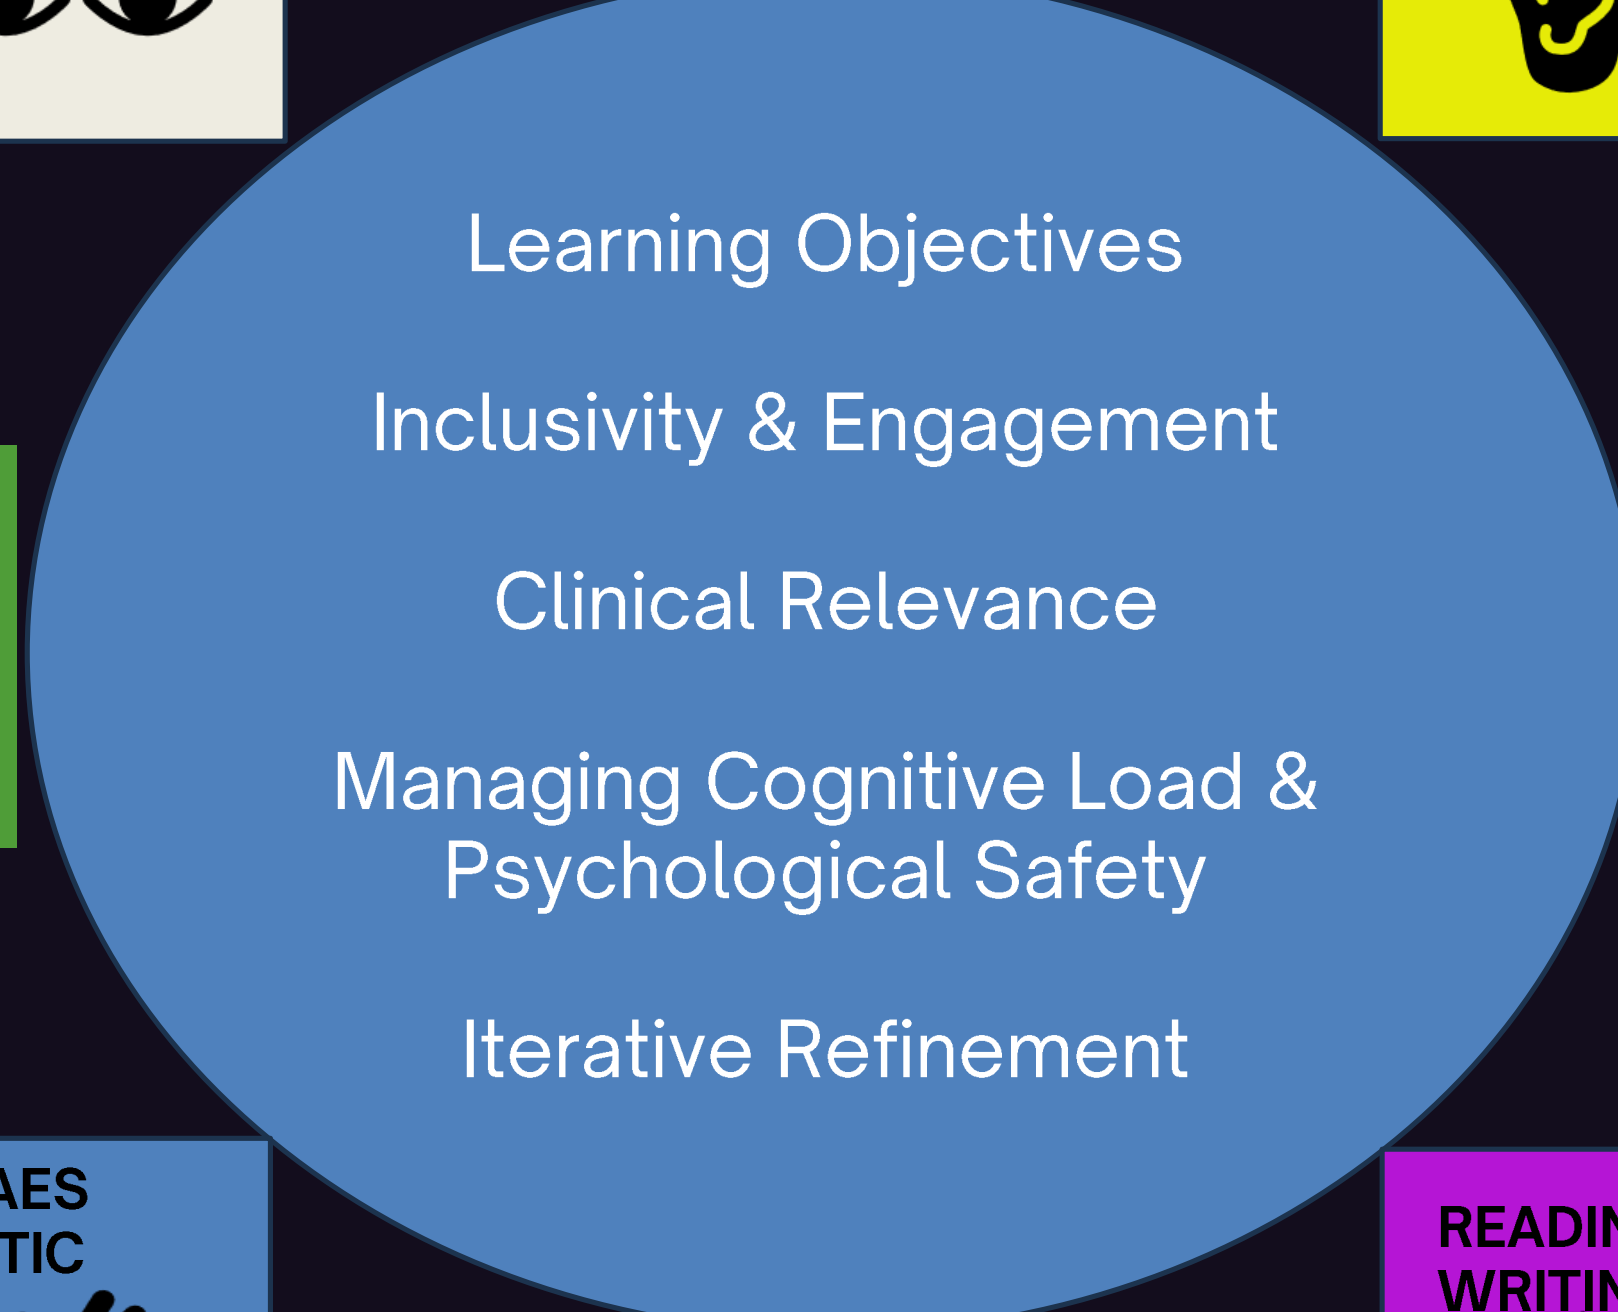 Learning Objectives
Inclusivity & Engagement
Clinical Relevance
Managing Cognitive Load &
Psychological Safety
Iterative Refinement
AES
TIC
READIN
WRITIN